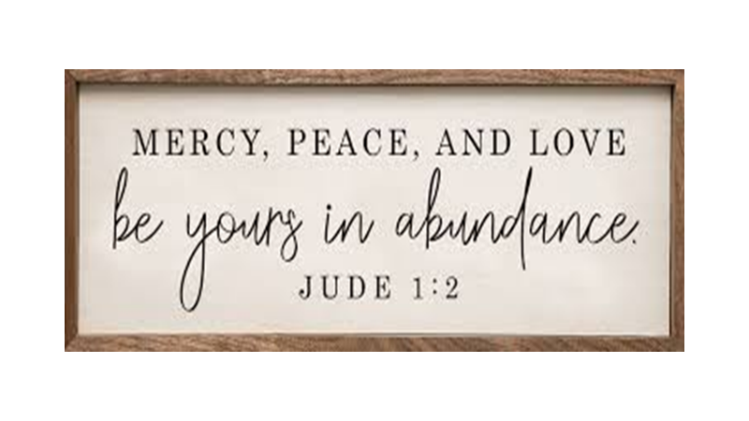 MERCY, PEACE, AND LOVE
be yours in abundance.
JUDE 1:2